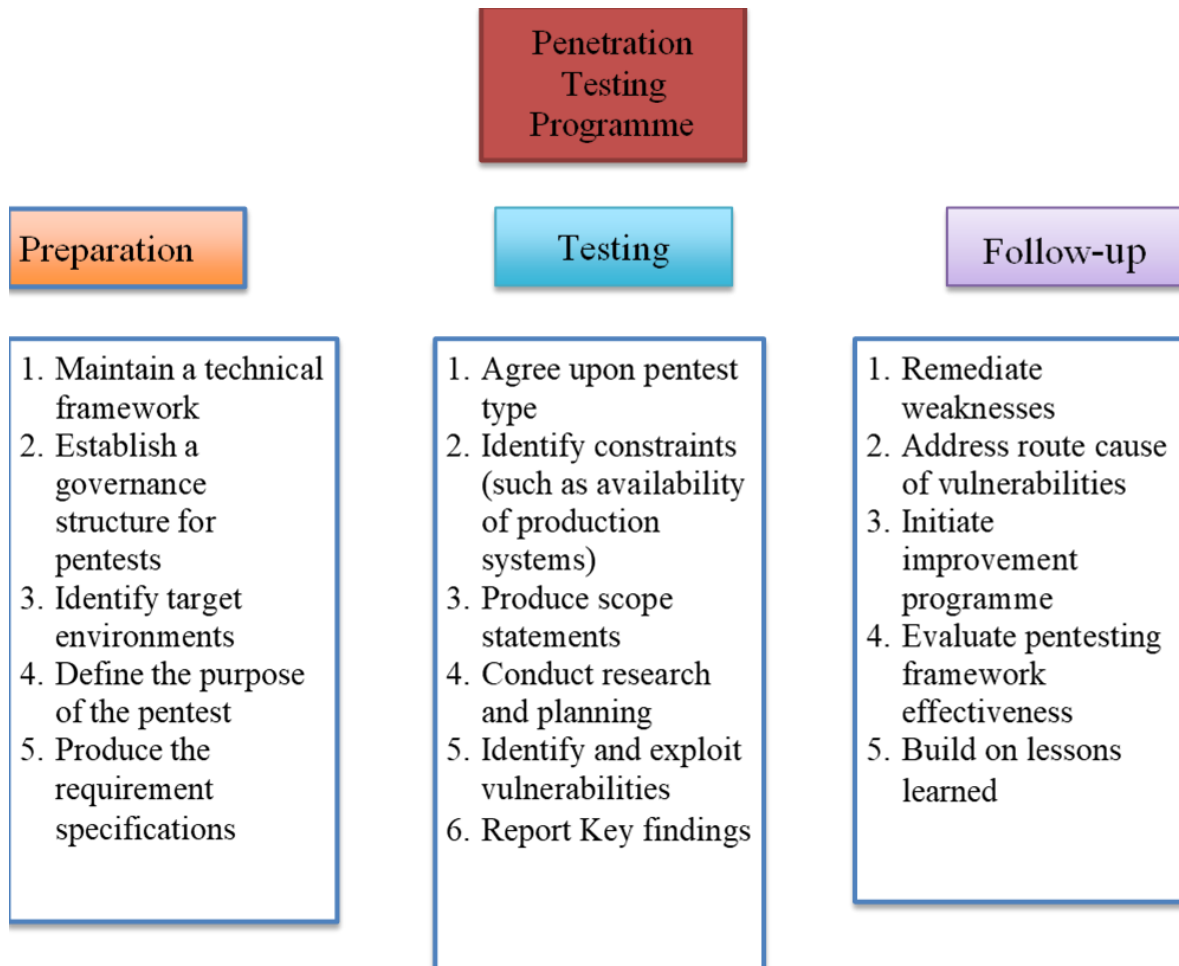 Penetration
Testing
Programme
Preparation
Testing
Follow-up
1. Maintain a technical
framework
2. Establish a
governance
structure for
pentests
3. Identify target
environments
4. Define the purpose
of the pentest
5. Produce the
requirement
specifications
1. Agree upon pentest
type
2. Identify constraints
(such as availability
of production
systems)
3. Produce scope
statements
4. Conduct research
and planning
5. Identify and exploit
vulnerabilities
6. Report Key findings
1. Remediate
weaknesses
2. Address route cause
of vulnerabilities
3. Initiate
improvement
programme
4. Evaluate pentesting
framework
effectiveness
5. Build on lessons
learned